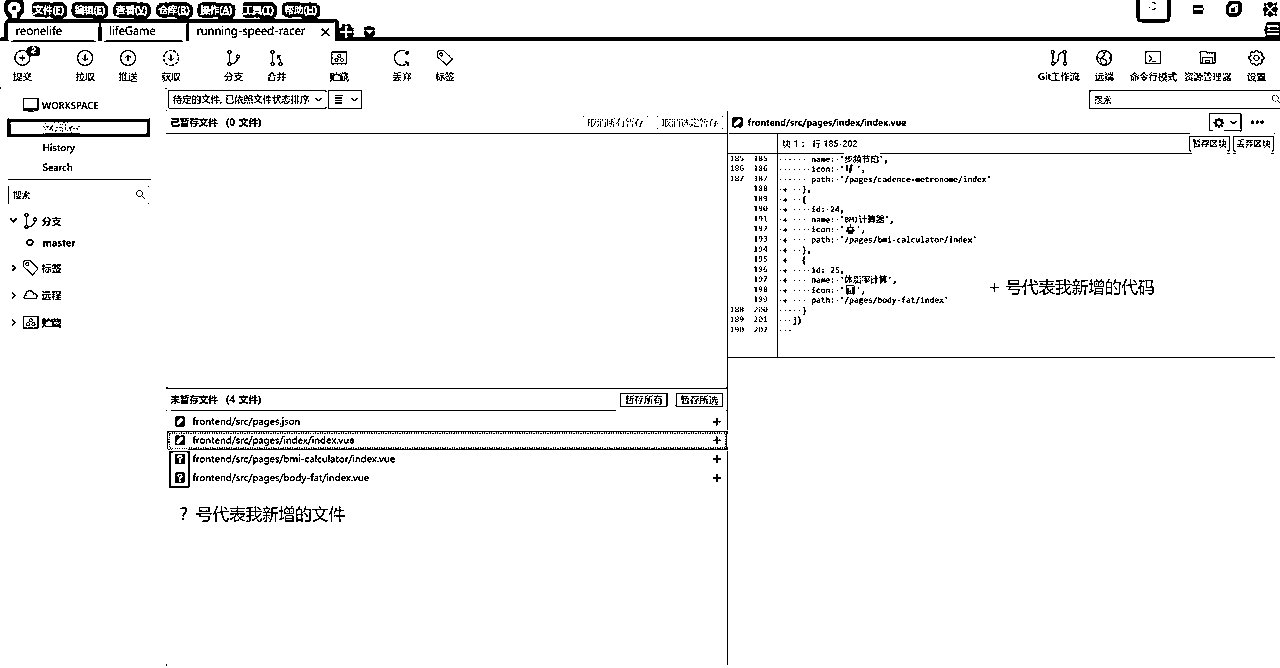 文件(F) 编辑(E) 查看(V) 仓库(R) 操作(A) 工具(T) 帮助(H)
reonelife lifeGame running-speed-racer
2
提交 拉取 推送 获取 分支 合并 贮藏 丢弃 标签 Git工作流 远端 命令行模式 资源管理器 设置
WORKSPACE
History
Search
搜索
分支
master
标签
远程
贮藏
待定的文件, 已依照文件状态排序
搜索
已暂存文件 (0 文件) 取消所有暂存 取消选定暂存
未暂存文件 (4 文件) 暂存所有 暂存所选
frontend/src/pages.json
frontend/src/pages/index/index.vue
frontend/src/pages/bmi-calculator/index.vue
frontend/src/pages/body-fat/index.vue
? 号代表我新增的文件
frontend/src/pages/index/index.vue
块 1: 行 185-202 暂存区块 丢弃区块
185 185 name: '步频节拍',
186 186 icon: '
187 187 path: '/pages/cadence-metronome/index'
188 + },
189 + {
190 + id: 24,
191 + name: 'BMI计算器',
192 + icon: '
193 + path: '/pages/bmi-calculator/index'
194 + },
195 + {
196 + id: 25,
197 + name: '体脂率计算',
198 + icon: '
199 + path: '/pages/body-fat/index'
188 200 }
189 201 ])
190 202
+ 号代表我新增的代码